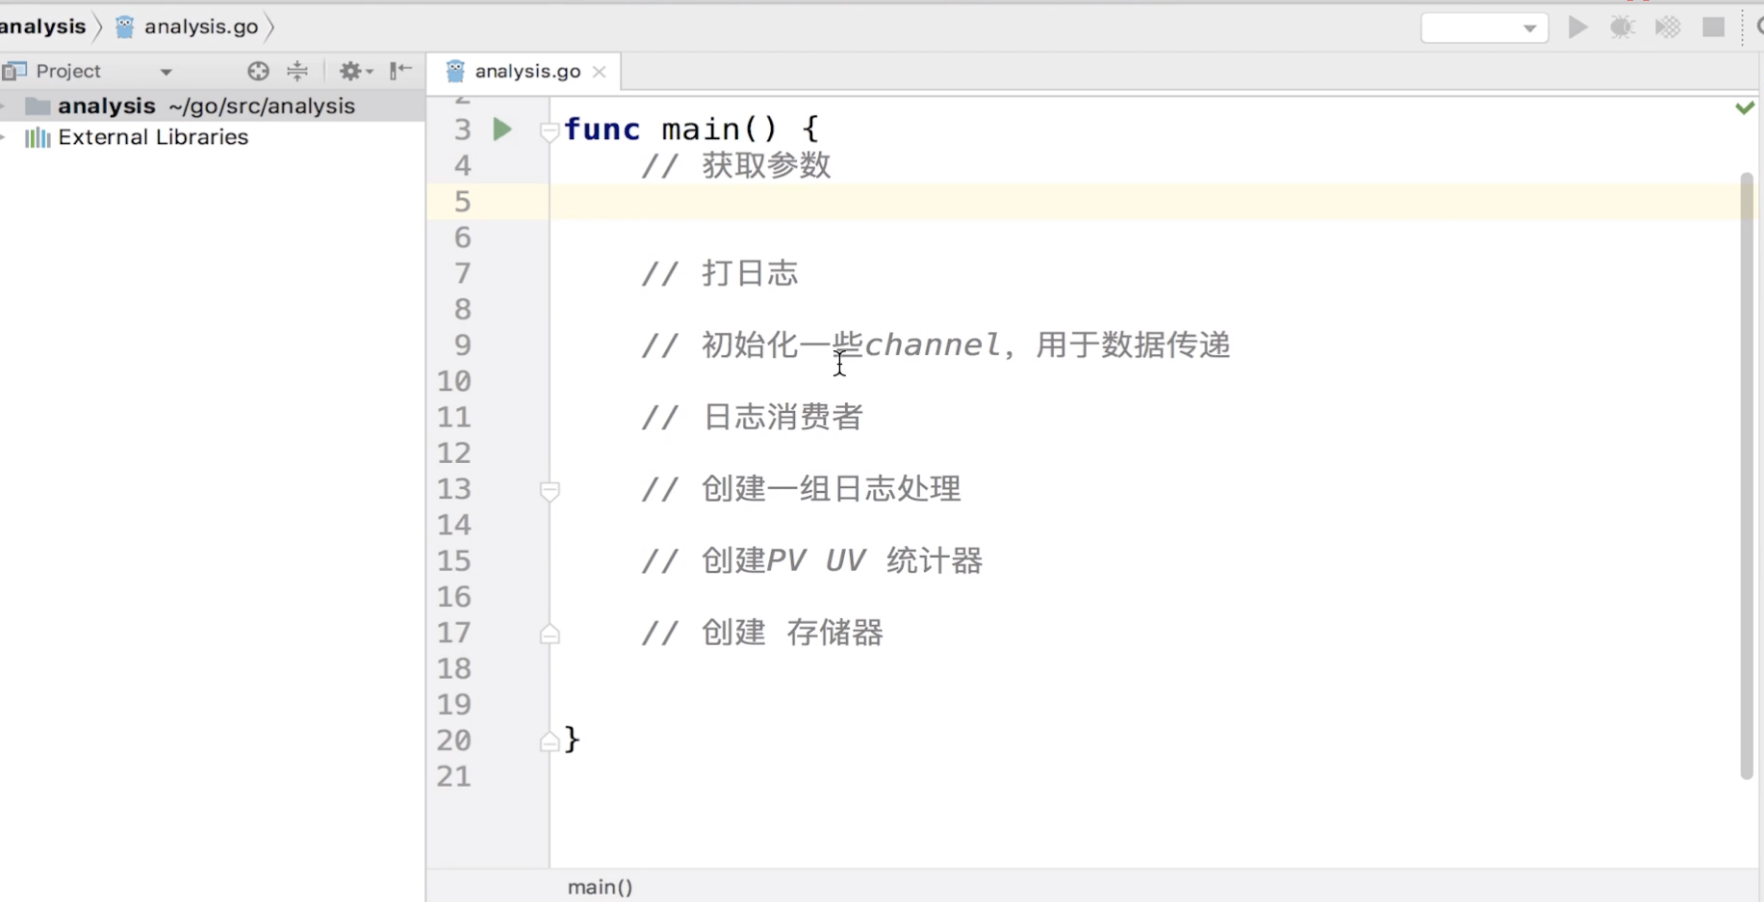 analysis analysis.go
Project
analysis.go
analysis ~/go/src/analysis
External Libraries
3 func main() {
4 // 获取参数
5
6
7 // 打日志
8
9 // 初始化一些channel，用于数据传递
10
11 // 日志消费者
12
13 // 创建一组日志处理
14
15 // 创建PV UV 统计器
16
17 // 创建 存储器
18
19
20 }
21
main()